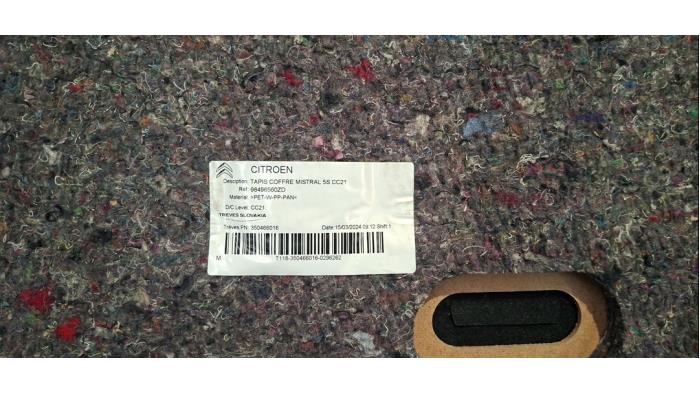 CITROEN
Description: TAPIS COFFRE MISTRAL 5S CC21
Ref: 98496560ZD
Material: >PET-W-PP-PAN<
D/C Level: CC21
TREVES SLOVAKIA
Treves PN: 350466016 Date: 15/03/2024 09:12 Shift:1
M T118-350466016-0296262